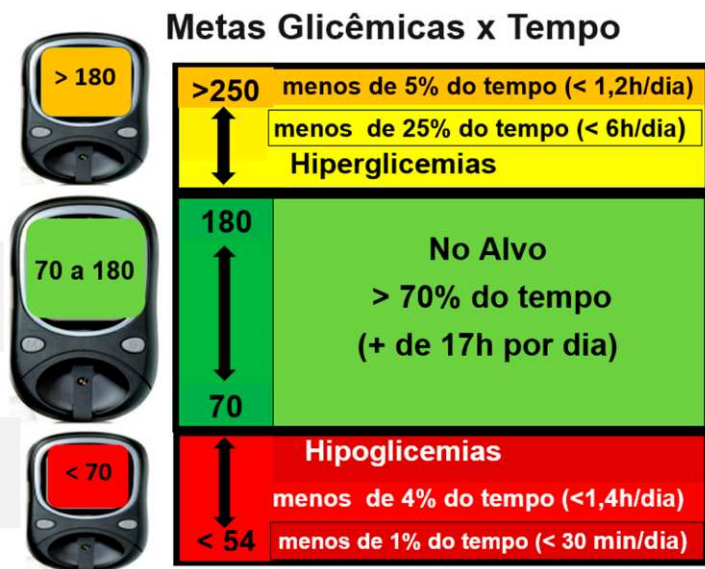 Metas Glicêmicas x Tempo
> 180
>250 menos de 5% do tempo (< 1,2h/dia)
menos de 25% do tempo (< 6h/dia)
Hiperglicemias
70 a 180
180
No Alvo
> 70% do tempo
(+ de 17h por dia)
70
< 70
Hipoglicemias
menos de 4% do tempo (<1,4h/dia)
< 54 menos de 1% do tempo (< 30 min/dia)